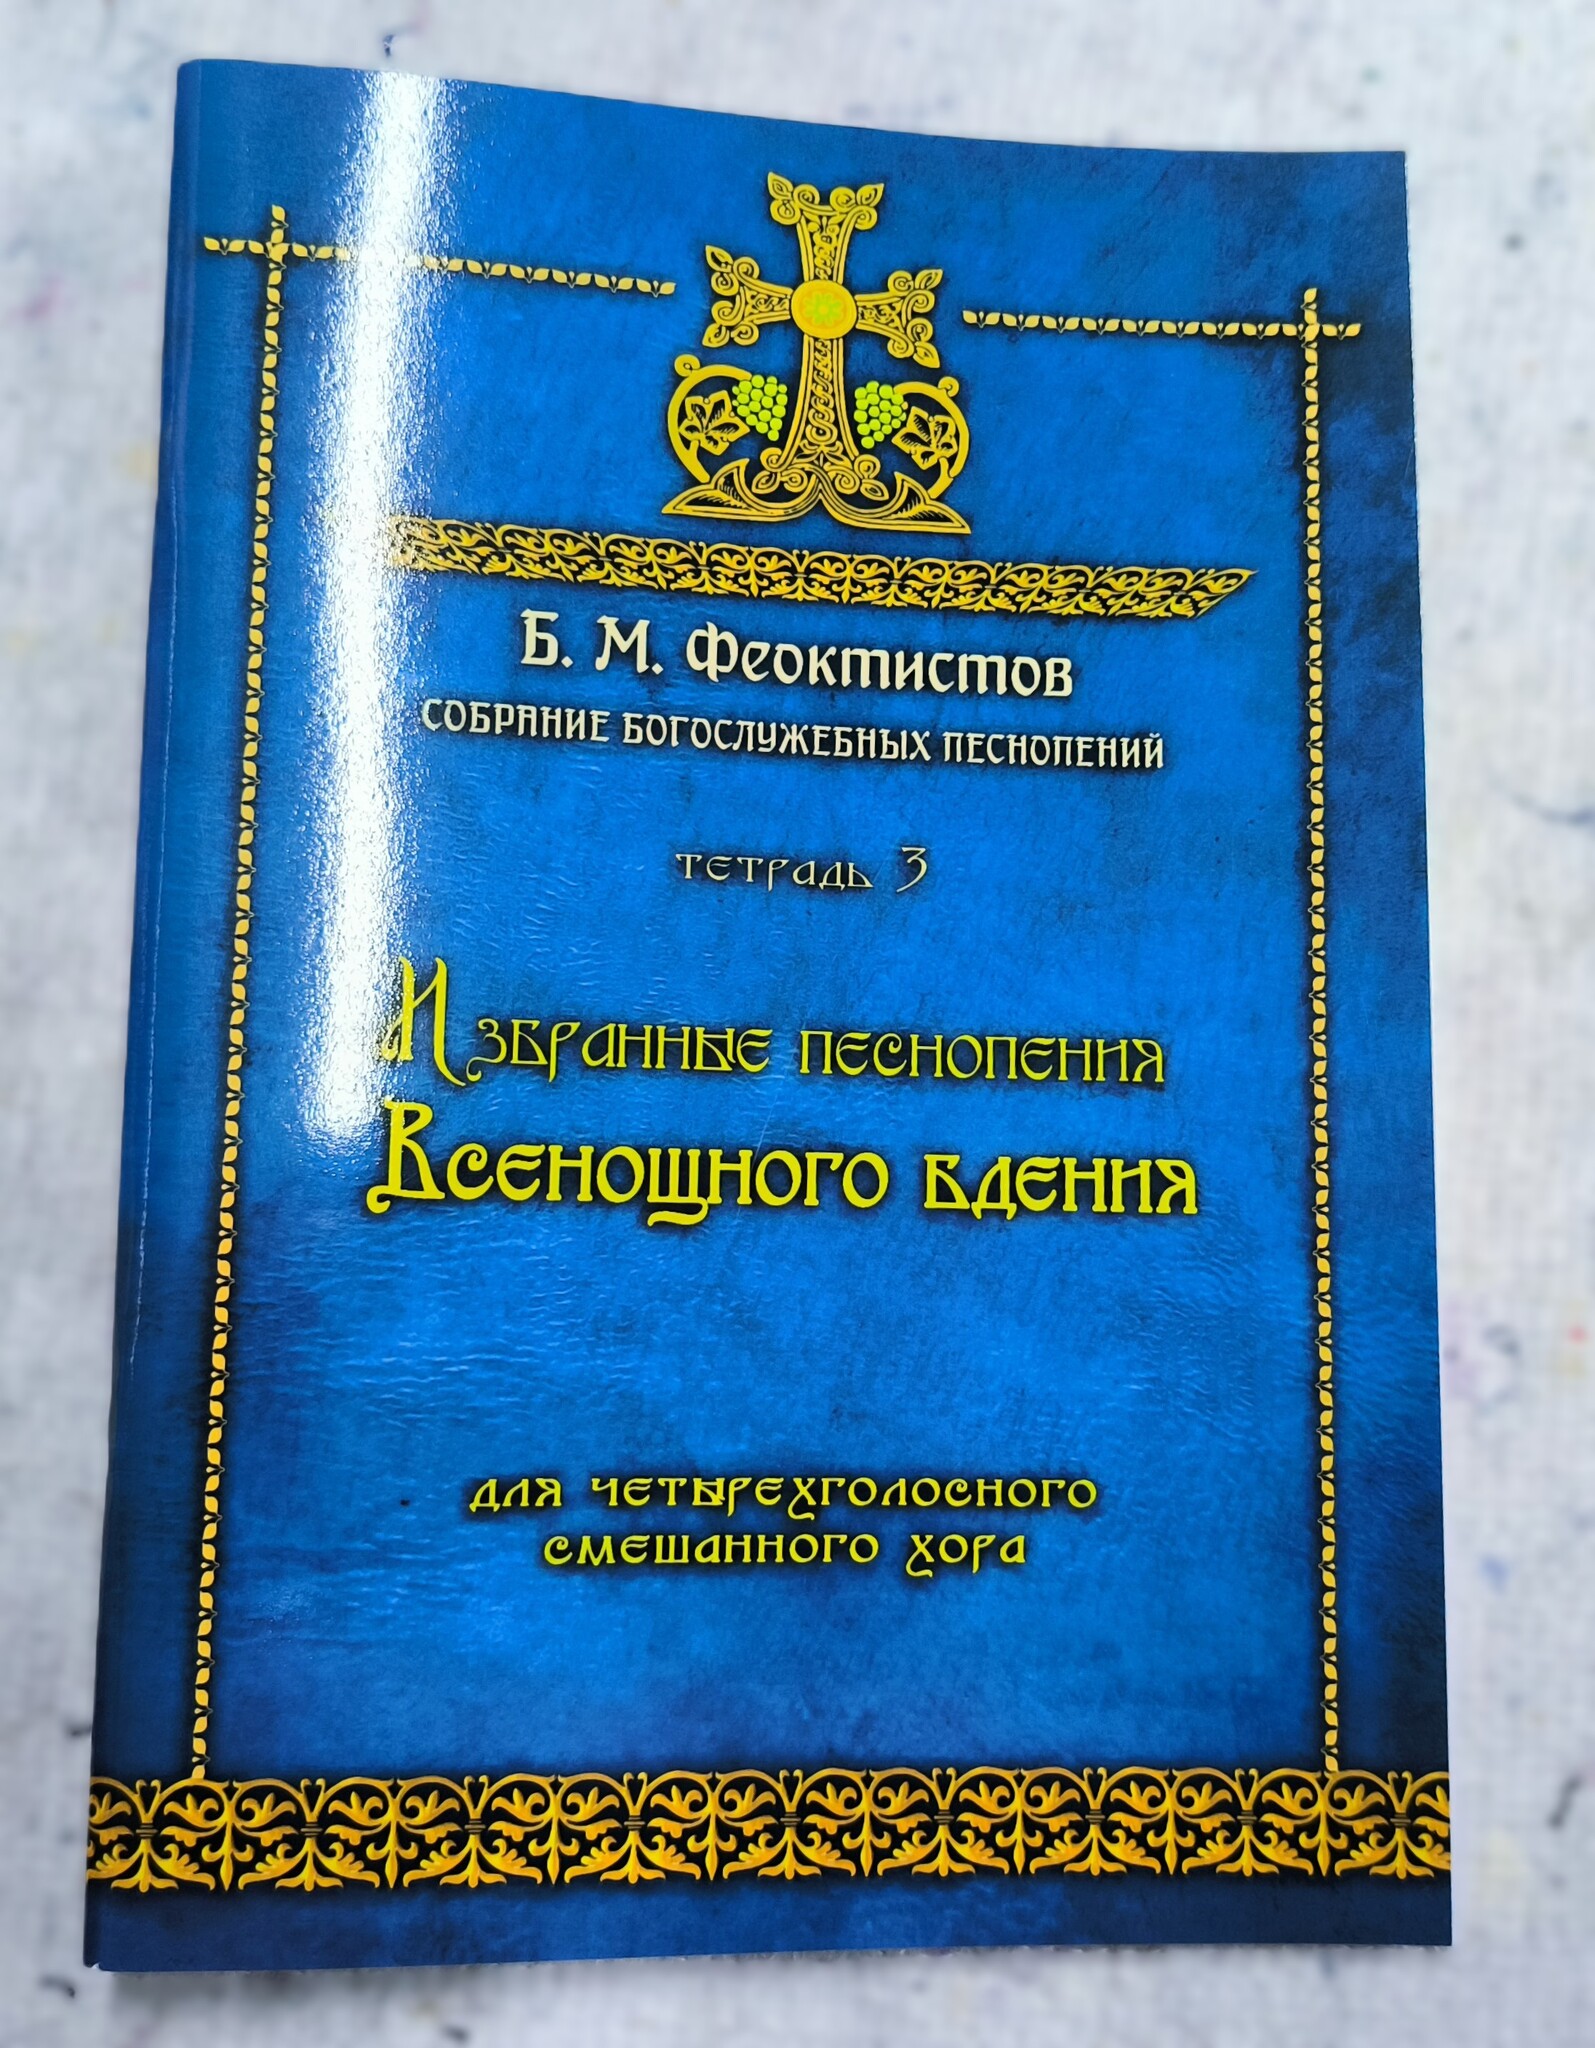 Б. М. Феоктистов
СОБРАНИЕ БОГОСЛУЖЕБНЫХ ПЕСНОПЕНИЙ
тетрадь 3
Избранные песнопения
Всенощного бдения
для четырехголосного
смешанного хора